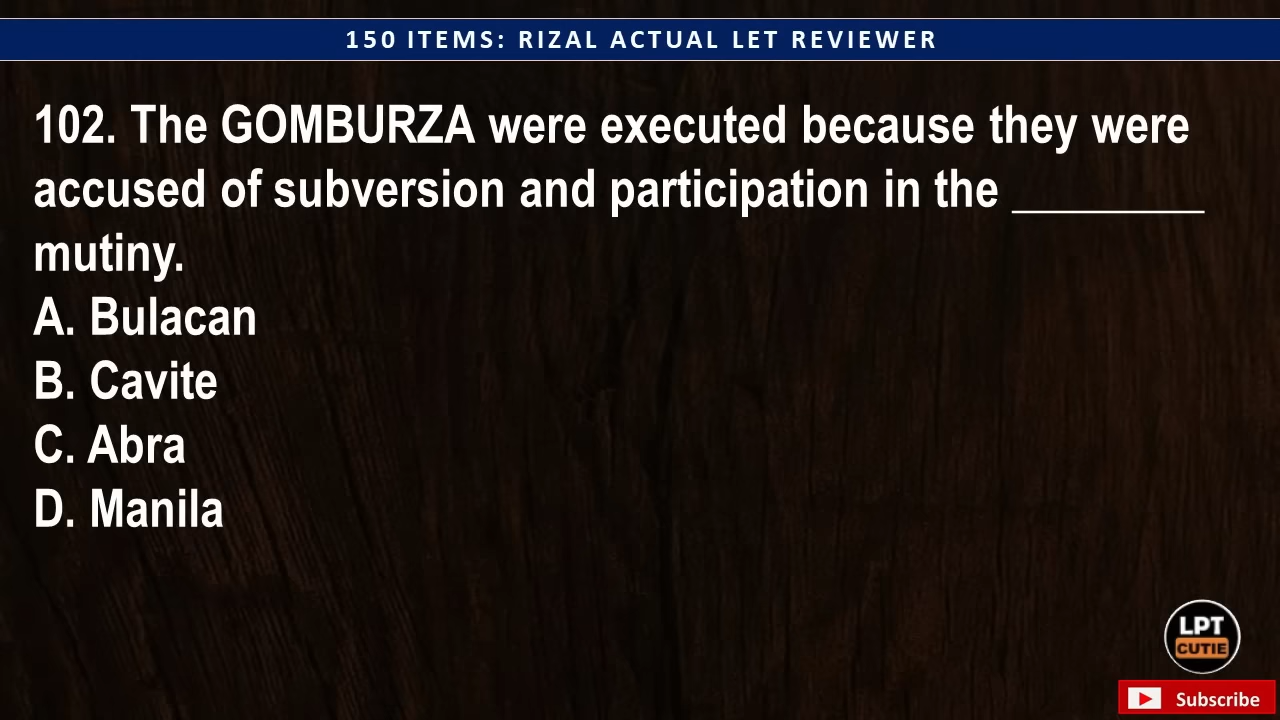 150 ITEMS: RIZAL ACTUAL LET REVIEWER
102. The GOMBURZA were executed because they were
accused of subversion and participation in the _________
mutiny.
A. Bulacan
B. Cavite
C. Abra
D. Manila
LPT
CUTIE
Subscribe